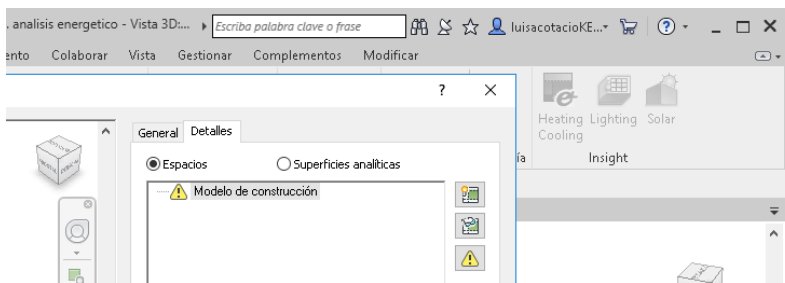 . analisis energetico - Vista 3D:... Escriba palabra clave o frase luisacotacioKE...
ento Colaborar Vista Gestionar Complementos Modificar
? ×
Heating Cooling Lighting Solar
ía Insight
General Detalles
Espacios Superficies analíticas
Modelo de construcción